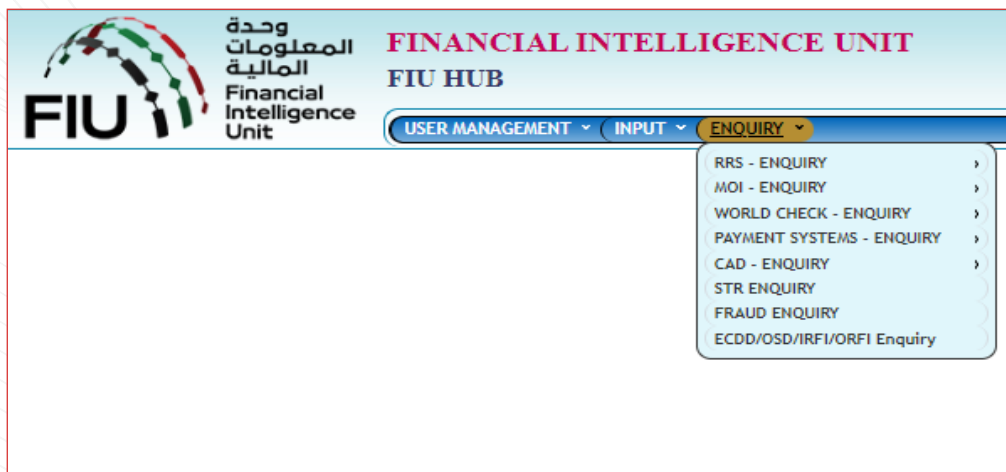 FIU
وحدة
المعلومات
المالية
Financial
Intelligence
Unit
FINANCIAL INTELLIGENCE UNIT
FIU HUB
USER MANAGEMENT INPUT ENQUIRY
RRS - ENQUIRY
MOI - ENQUIRY
WORLD CHECK - ENQUIRY
PAYMENT SYSTEMS - ENQUIRY
CAD - ENQUIRY
STR ENQUIRY
FRAUD ENQUIRY
ECDD/OSD/IRFI/ORFI Enquiry